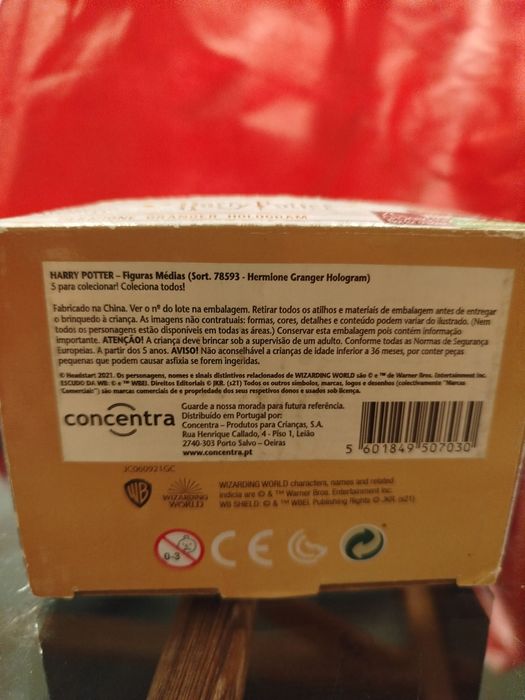 Harry Potter
HERMIONE GRANGER HOLOGRAM
HARRY POTTER – Figuras Médias (Sort. 78593 - Hermione Granger Hologram)
5 para colecionar! Coleciona todos!
Fabricado na China. Ver o nº do lote na embalagem. Retirar todos os atilhos e materiais de embalagem antes de entregar
o brinquedo à criança. As imagens não contratuais: formas, cores, detalhes e conteúdo podem variar do ilustrado. (Nem
todos os personagens estão disponíveis em todas as áreas.) Conservar esta embalagem pois contém informação
importante. ATENÇÃO! A criança deve brincar sob a supervisão de um adulto. Conforme todas as Normas de Segurança
Europeias. A partir dos 5 anos. AVISO! Não aconselhável a crianças de idade inferior a 36 meses, por conter peças
pequenas que podem causar asfixia se forem ingeridas.
© Headstart 2021. Os personagens, nomes e sinais distintivos relacionados de WIZARDING WORLD são © e ™ de Warner Bros. Entertainment Inc.
ESCUDO DA WB: © e ™ WBEI. Direitos Editoriais © JKR. (s21) Todos os outros símbolos, marcas, logos e desenhos (colectivamente "Marcas
Comerciais") são marcas comerciais de e propriedade dos seus respetivos donos e usados sob licença.
concentra
Guarde a nossa morada para futura referência.
Distribuído em Portugal por:
Concentra – Produtos para Crianças, S.A.
Rua Henrique Callado, 4 - Piso 1, Leião
2740-303 Porto Salvo – Oeiras
www.concentra.pt
5 601849 507030
JC060921GC
WB
WIZARDING
WORLD
WIZARDING WORLD characters, names and related
indicia are © & ™ Warner Bros. Entertainment Inc.
WB SHIELD: © & ™ WBEI. Publishing Rights © JKR. (s21)
0-3
CE